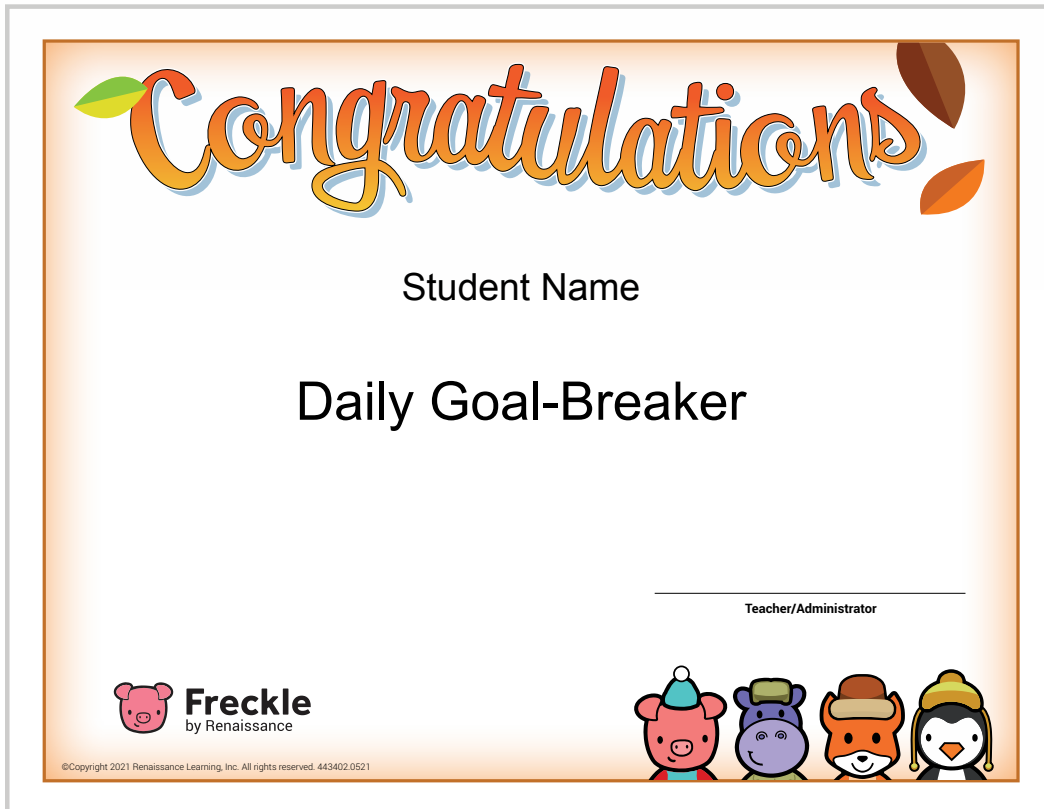 Congratulations
Student Name
Daily Goal-Breaker
Teacher/Administrator
Freckle
by Renaissance
©Copyright 2021 Renaissance Learning, Inc. All rights reserved. 443402.0521